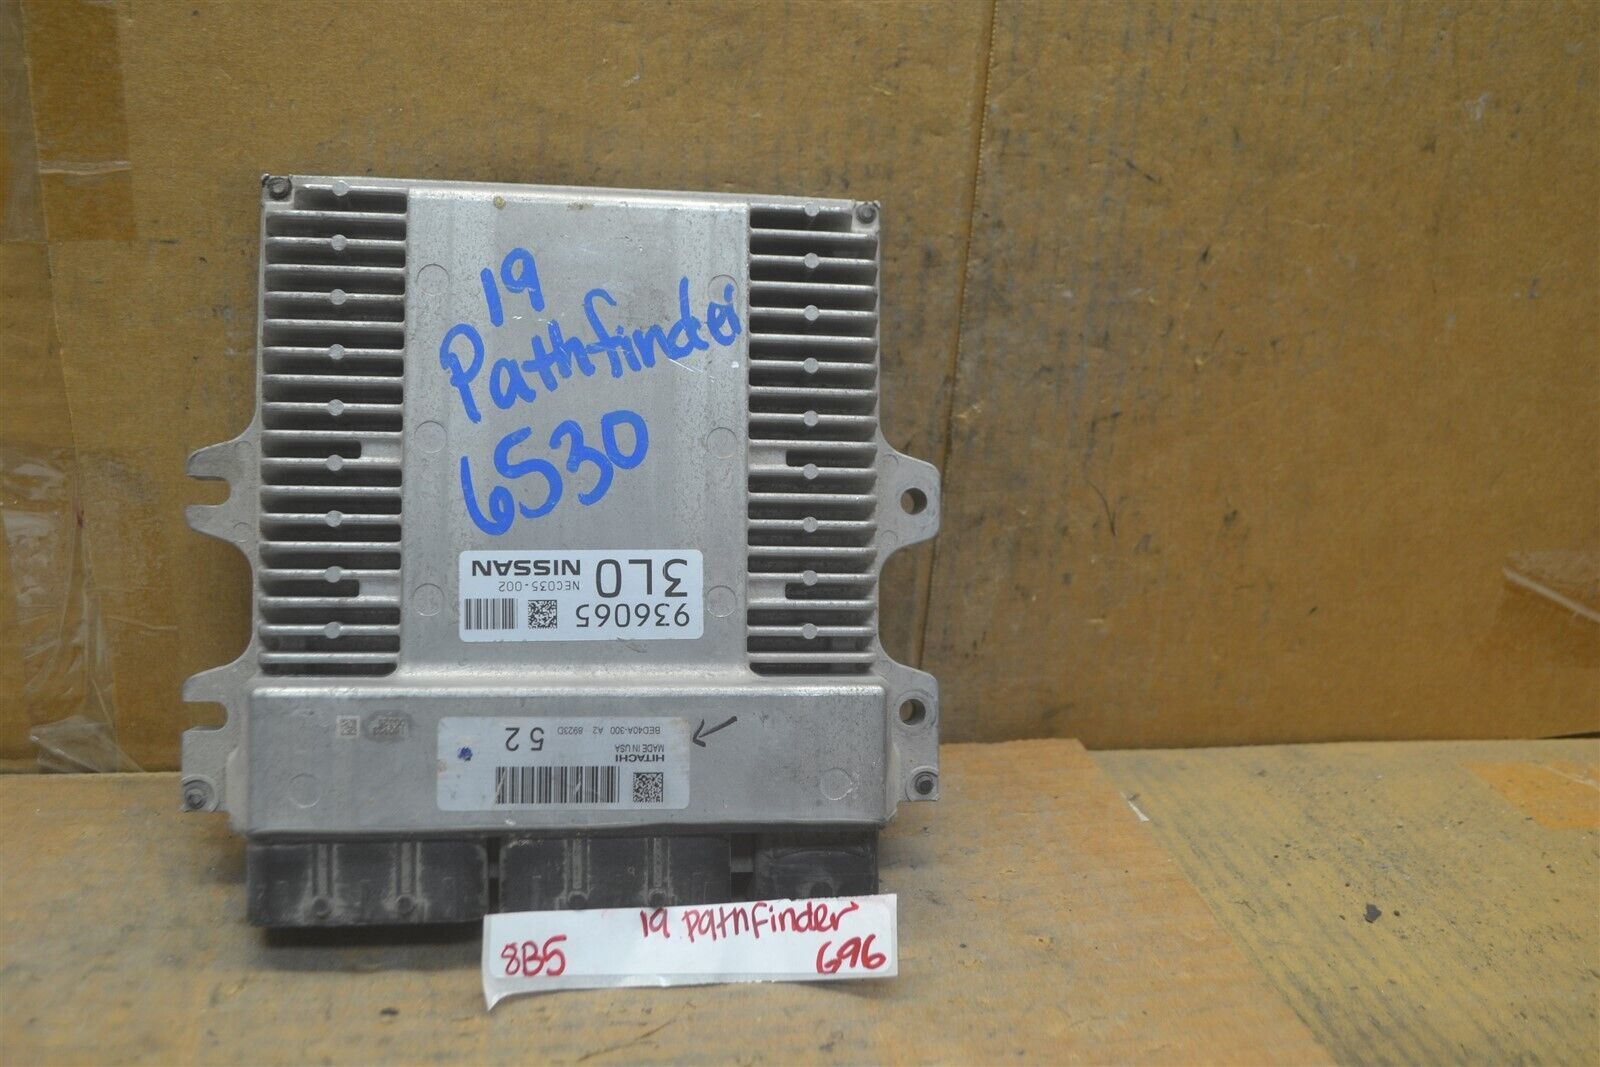 19
Pathfinder
6530
936065
3L0
NEC035-002
NISSAN
HITACHI
MADE IN USA
BED40A-300 A2 8923D
52
19 Pathfinder
8B5
696